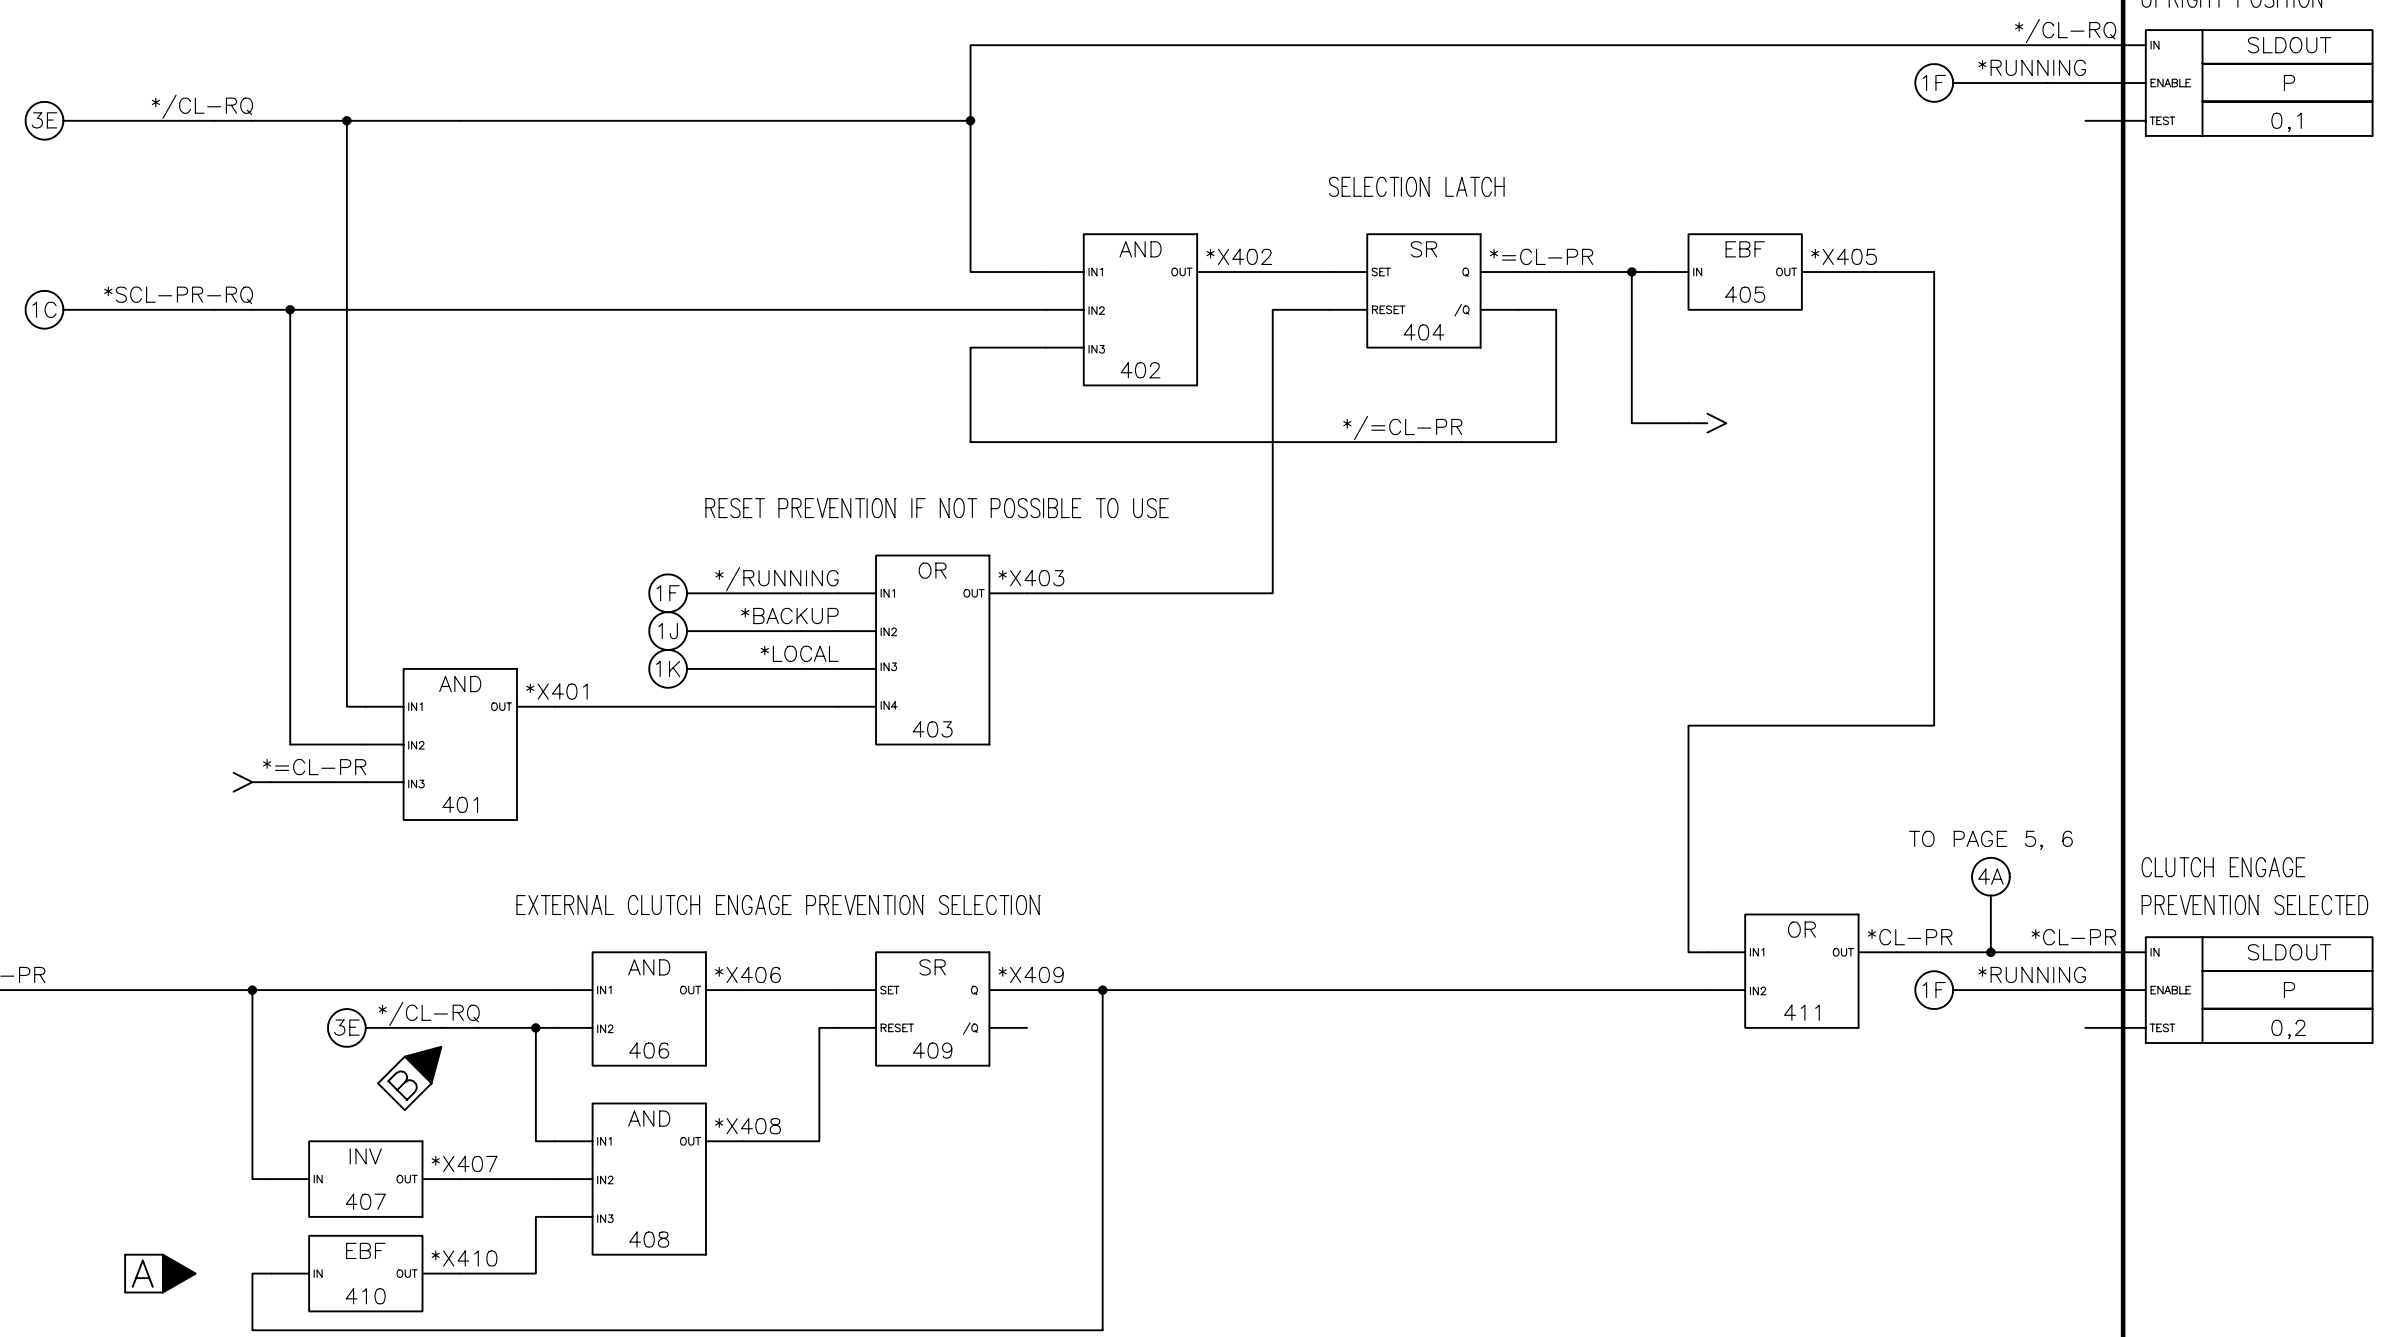 UPRIGHT POSITION
*/CL-RQ
IN
SLDOUT
1F
*RUNNING
ENABLE
P
TEST
0,1
3E
*/CL-RQ
SELECTION LATCH
AND
IN1
OUT
IN2
IN3
402
*X402
SR
SET
Q
RESET
/Q
404
*=CL-PR
EBF
IN
OUT
405
*X405
1C
*SCL-PR-RQ
*/=CL-PR
RESET PREVENTION IF NOT POSSIBLE TO USE
1F
*/RUNNING
1J
*BACKUP
1K
*LOCAL
OR
IN1
OUT
IN2
IN3
IN4
403
*X403
AND
IN1
OUT
IN2
IN3
401
*X401
*=CL-PR
TO PAGE 5, 6
4A
CLUTCH ENGAGE
PREVENTION SELECTED
EXTERNAL CLUTCH ENGAGE PREVENTION SELECTION
OR
IN1
OUT
IN2
411
*CL-PR
*CL-PR
IN
SLDOUT
1F
*RUNNING
ENABLE
P
TEST
0,2
-PR
AND
IN1
OUT
IN2
406
*X406
SR
SET
Q
RESET
/Q
409
*X409
3E
*/CL-RQ
B
AND
IN1
OUT
IN2
IN3
408
*X408
INV
IN
OUT
407
*X407
A
EBF
IN
OUT
410
*X410